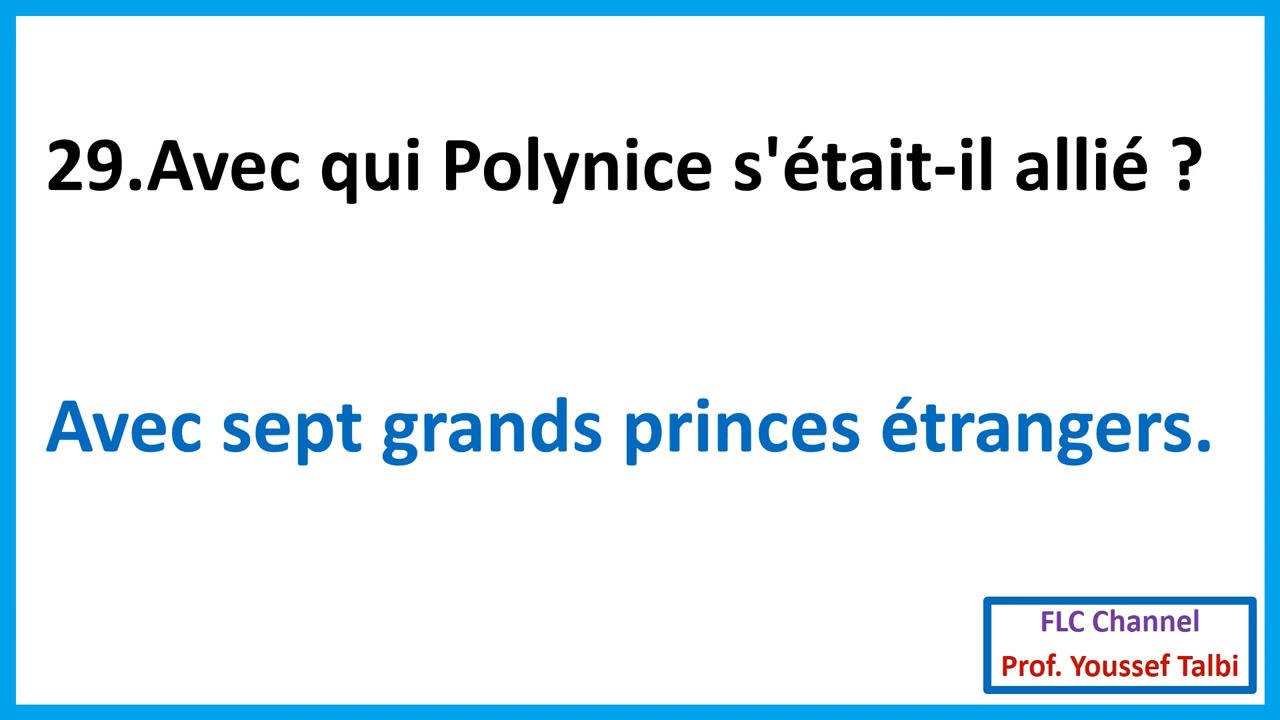 29.Avec qui Polynice s'était-il allié ?
Avec sept grands princes étrangers.
FLC Channel
Prof. Youssef Talbi